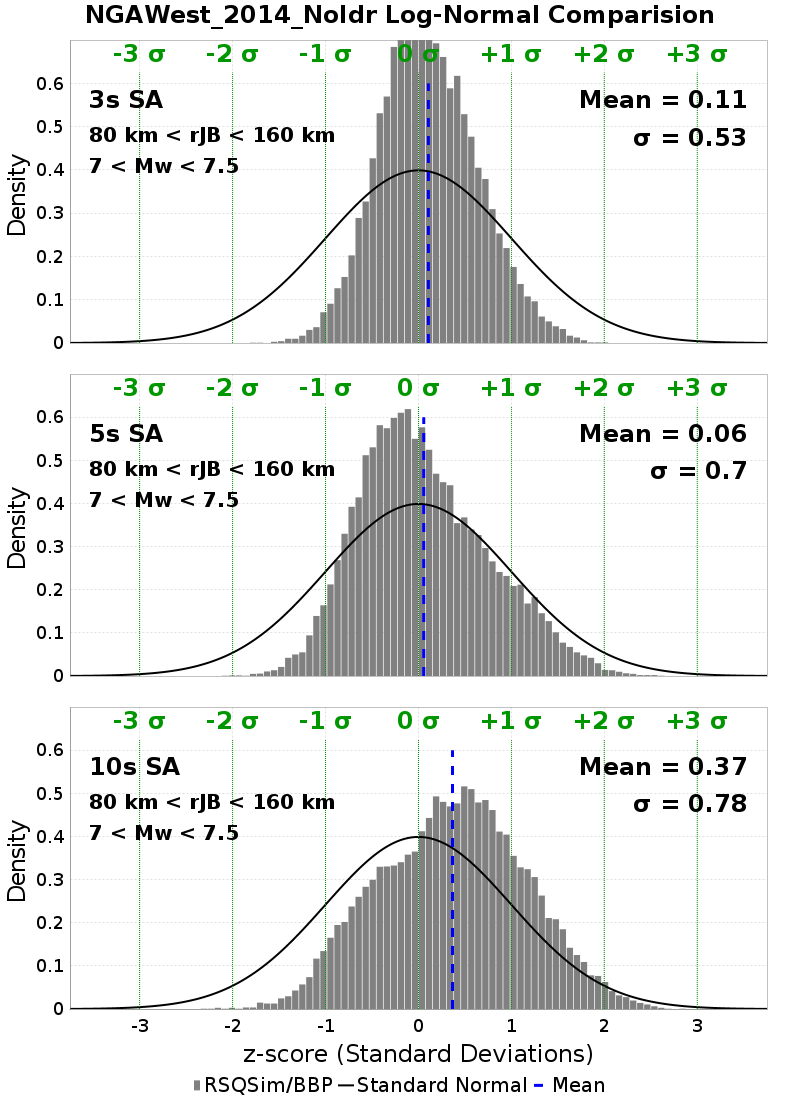 NGAWest_2014_NoIdr Log-Normal Comparision
-3 σ -2 σ -1 σ 0 σ +1 σ +2 σ +3 σ
0.6
3s SA Mean = 0.11
0.5
80 km < rJB < 160 km σ = 0.53
7 < Mw < 7.5
0.4
Density
0.3
0.2
0.1
0
-3 σ -2 σ -1 σ 0 σ +1 σ +2 σ +3 σ
0.6
5s SA Mean = 0.06
0.5
80 km < rJB < 160 km σ = 0.7
7 < Mw < 7.5
0.4
Density
0.3
0.2
0.1
0
-3 σ -2 σ -1 σ 0 σ +1 σ +2 σ +3 σ
0.6
10s SA Mean = 0.37
0.5
80 km < rJB < 160 km σ = 0.78
7 < Mw < 7.5
0.4
Density
0.3
0.2
0.1
0
-3 -2 -1 0 1 2 3
z-score (Standard Deviations)
RSQSim/BBP Standard Normal Mean